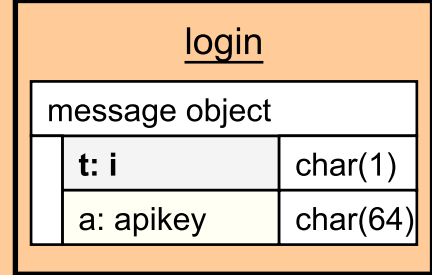 login
message object
t: i char(1)
a: apikey char(64)